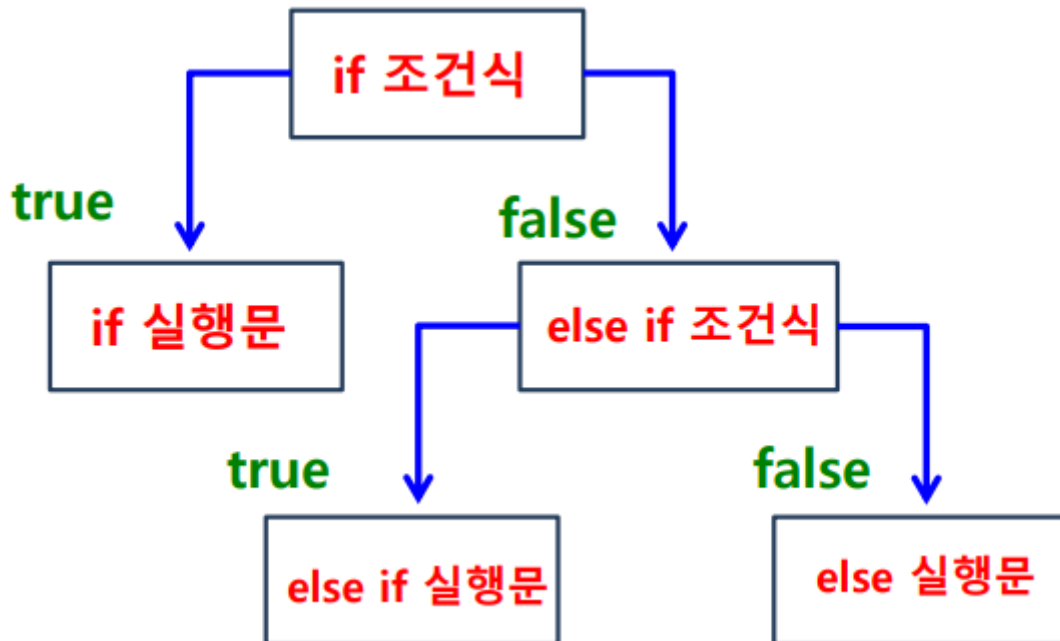 if 조건식
true
false
if 실행문
else if 조건식
true
false
else if 실행문
else 실행문